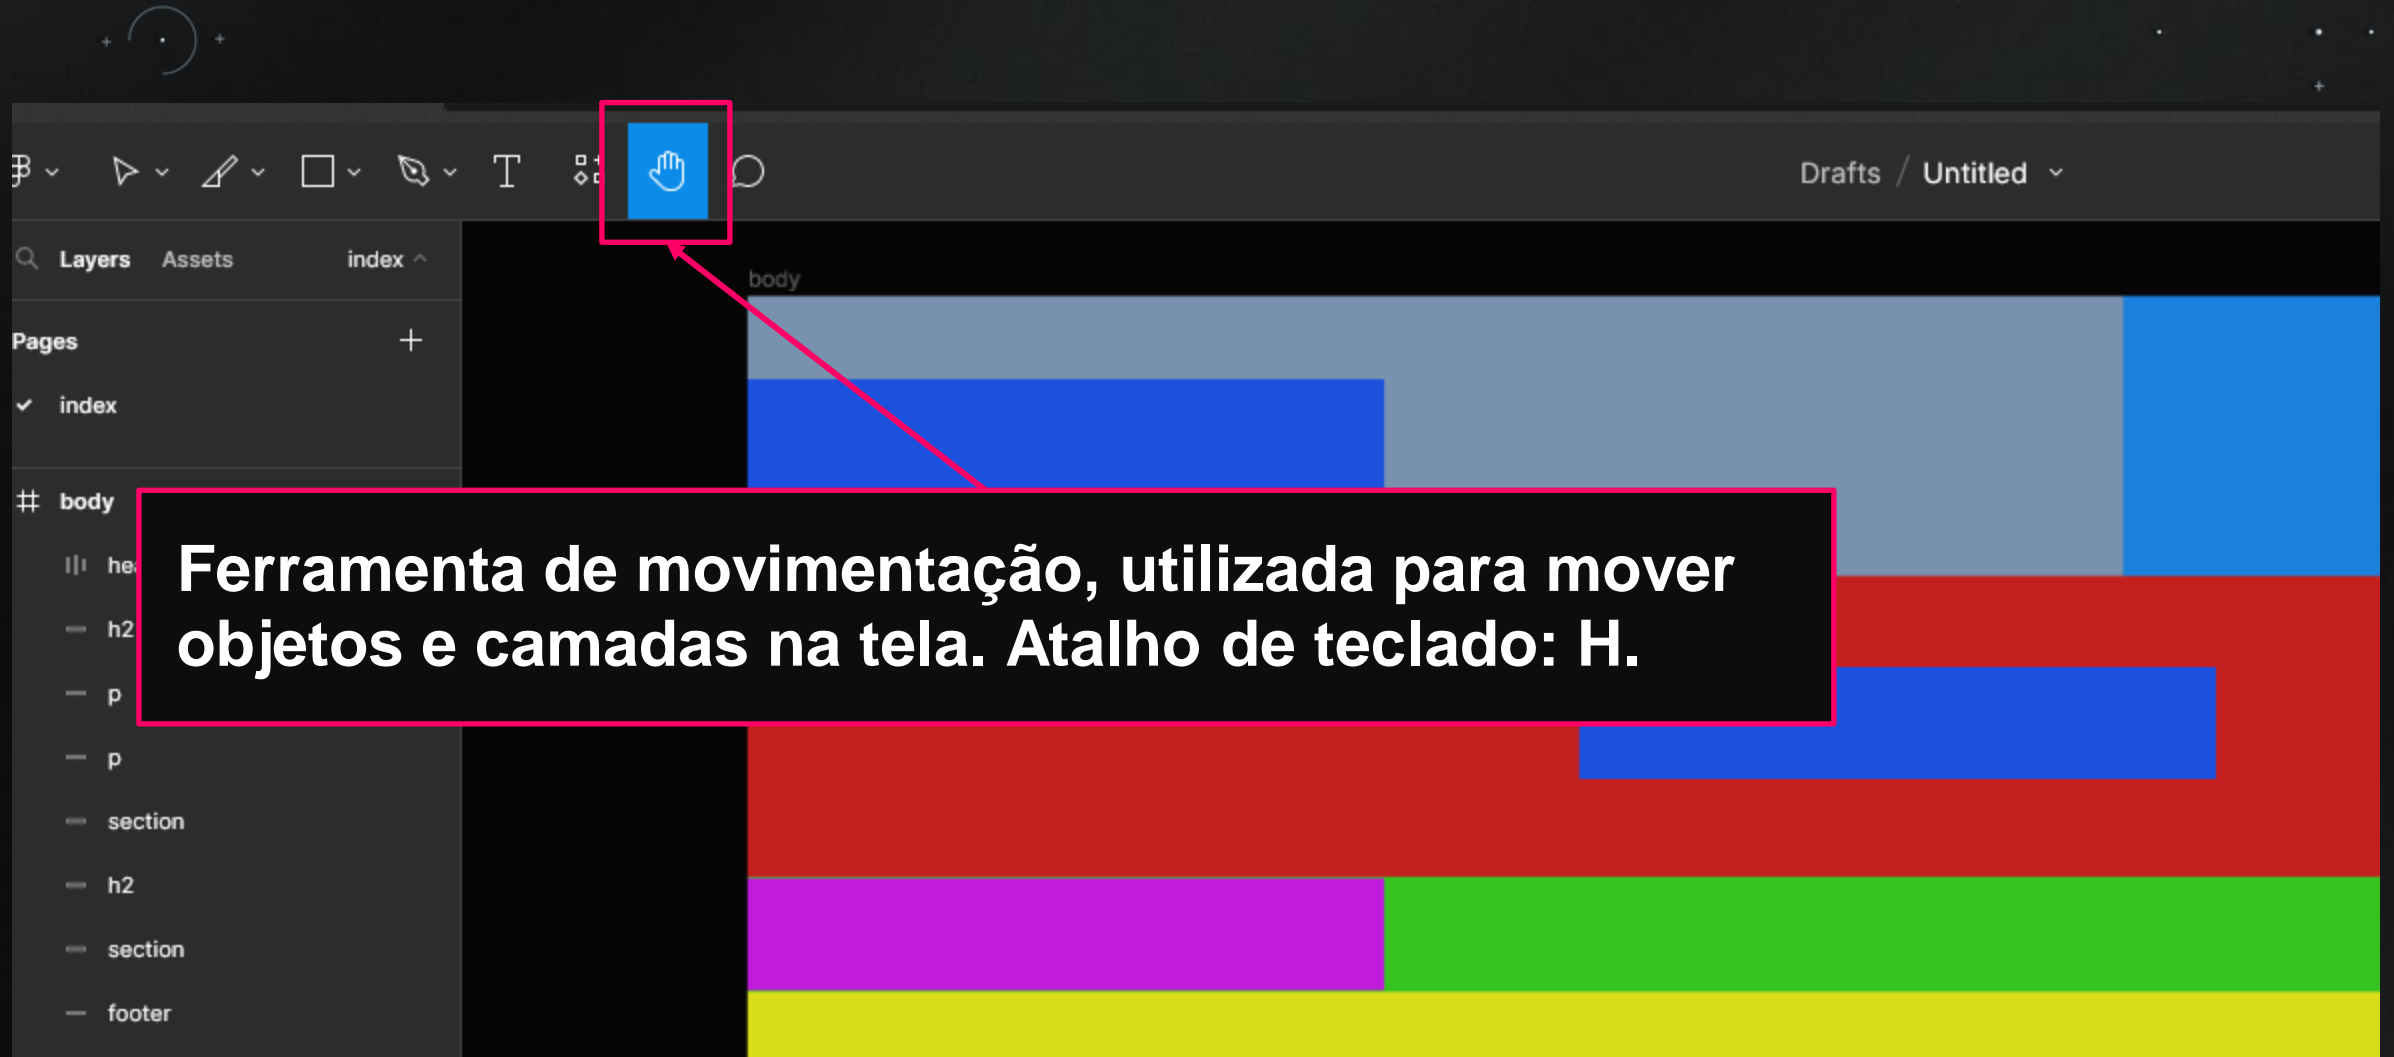 T
Drafts / Untitled
Layers Assets index
body
Pages
index
body
Ferramenta de movimentação, utilizada para mover
objetos e camadas na tela. Atalho de teclado: H.
h2
p
p
section
h2
section
footer